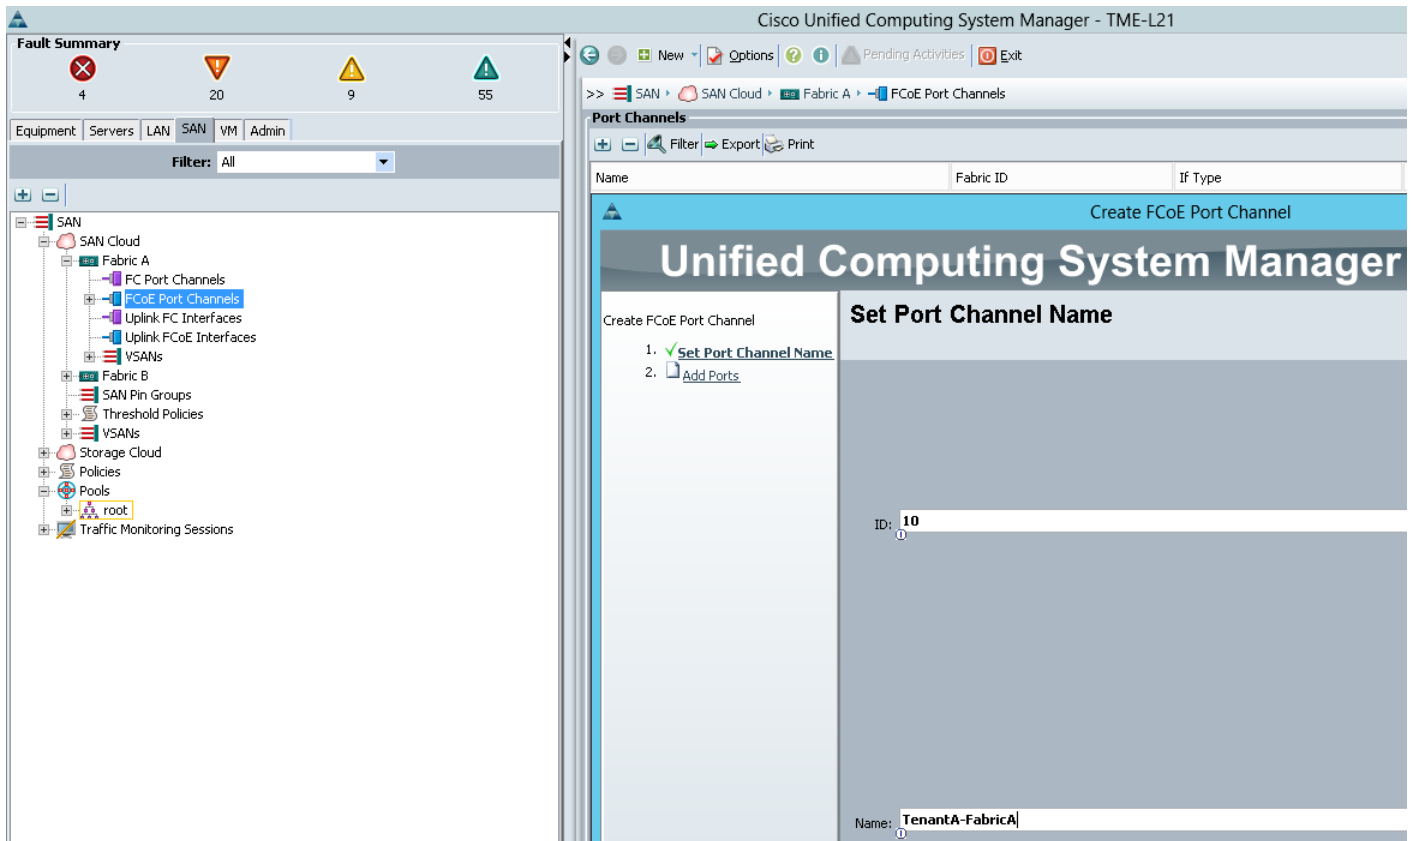 Cisco Unified Computing System Manager - TME-L21
Fault Summary
4 20 9 55
Equipment Servers LAN SAN VM Admin
Filter: All
SAN
SAN Cloud
Fabric A
FC Port Channels
FCoE Port Channels
Uplink FC Interfaces
Uplink FCoE Interfaces
VSANs
Fabric B
SAN Pin Groups
Threshold Policies
VSANs
Storage Cloud
Policies
Pools
root
Traffic Monitoring Sessions
New Options Pending Activities Exit
>> SAN SAN Cloud Fabric A FCoE Port Channels
Port Channels
Filter Export Print
Name Fabric ID If Type
Create FCoE Port Channel
Unified Computing System Manager
Create FCoE Port Channel
1. Set Port Channel Name
2. Add Ports
Set Port Channel Name
ID: 10
Name: TenantA-FabricA